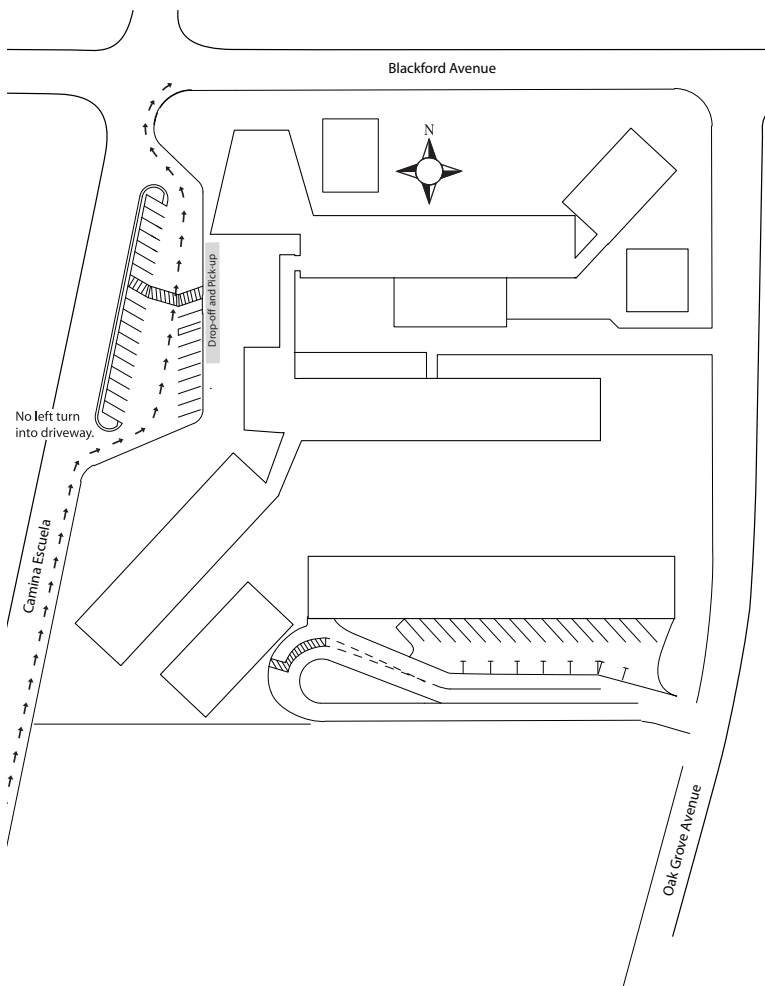 Blackford Avenue
N
Drop-off and Pick-up
No left turn
into driveway.
Camina Escuela
Oak Grove Avenue